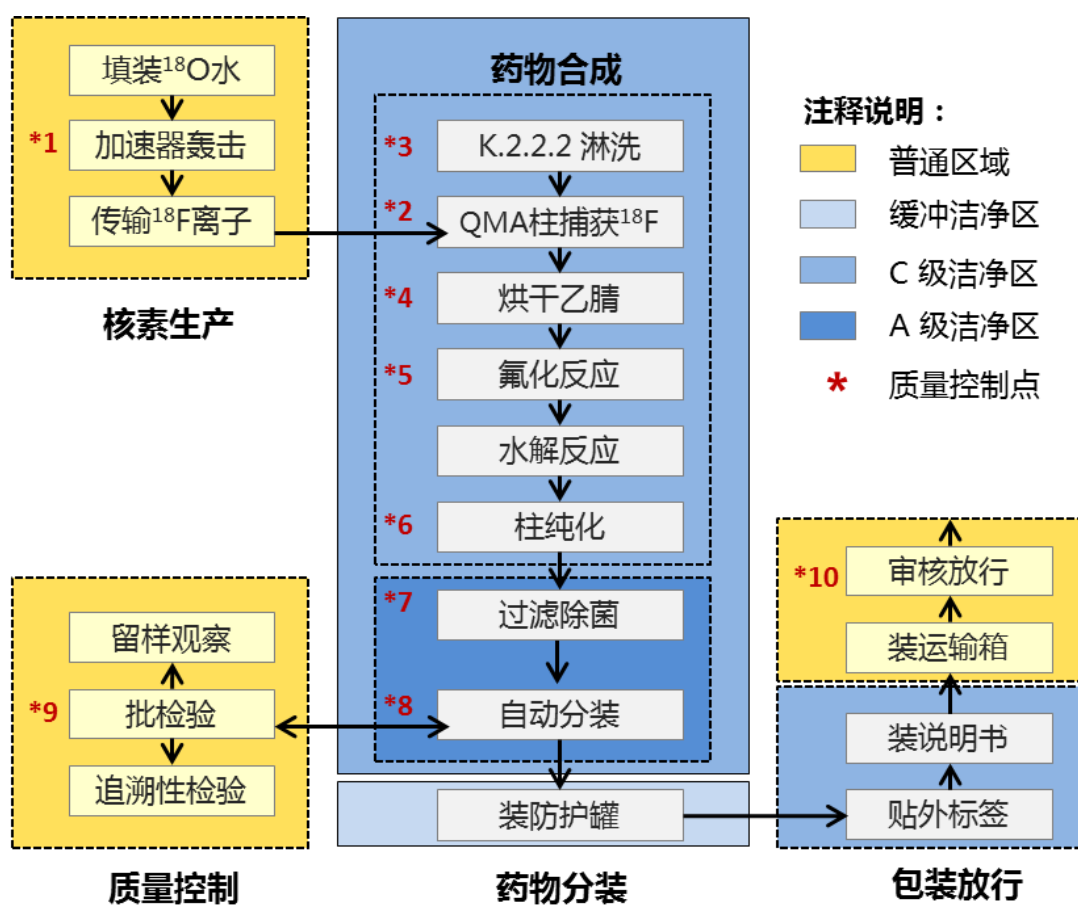 填装¹⁸O水
*1
加速器轰击
传输¹⁸F离子
核素生产
药物合成
*3
K.2.2.2 淋洗
*2
QMA柱捕获¹⁸F
*4
烘干乙腈
*5
氟化反应
水解反应
*6
柱纯化
*7
过滤除菌
*8
自动分装
装防护罐
药物分装
注释说明：
普通区域
缓冲洁净区
C 级洁净区
A 级洁净区
* 质量控制点
留样观察
*9
批检验
追溯性检验
质量控制
*10
审核放行
装运输箱
装说明书
贴外标签
包装放行